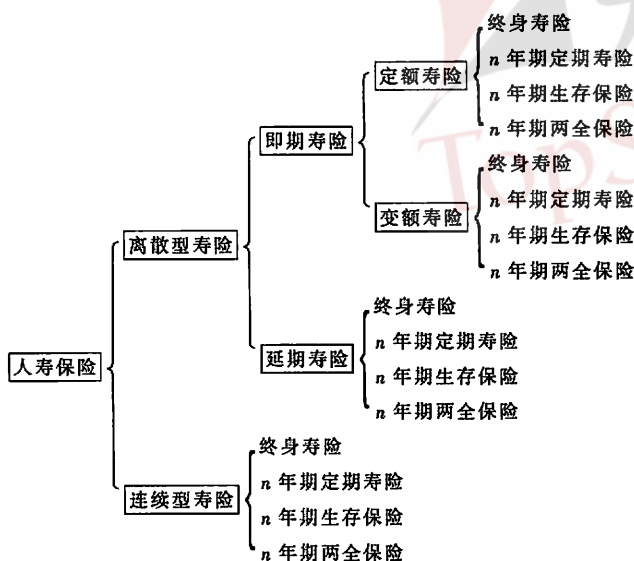 终身寿险
n 年期定期寿险
定额寿险
n 年期生存保险
n 年期两全保险
即期寿险
终身寿险
n 年期定期寿险
变额寿险
n 年期生存保险
n 年期两全保险
离散型寿险
终身寿险
n 年期定期寿险
延期寿险
n 年期生存保险
n 年期两全保险
人寿保险
终身寿险
n 年期定期寿险
连续型寿险
n 年期生存保险
n 年期两全保险